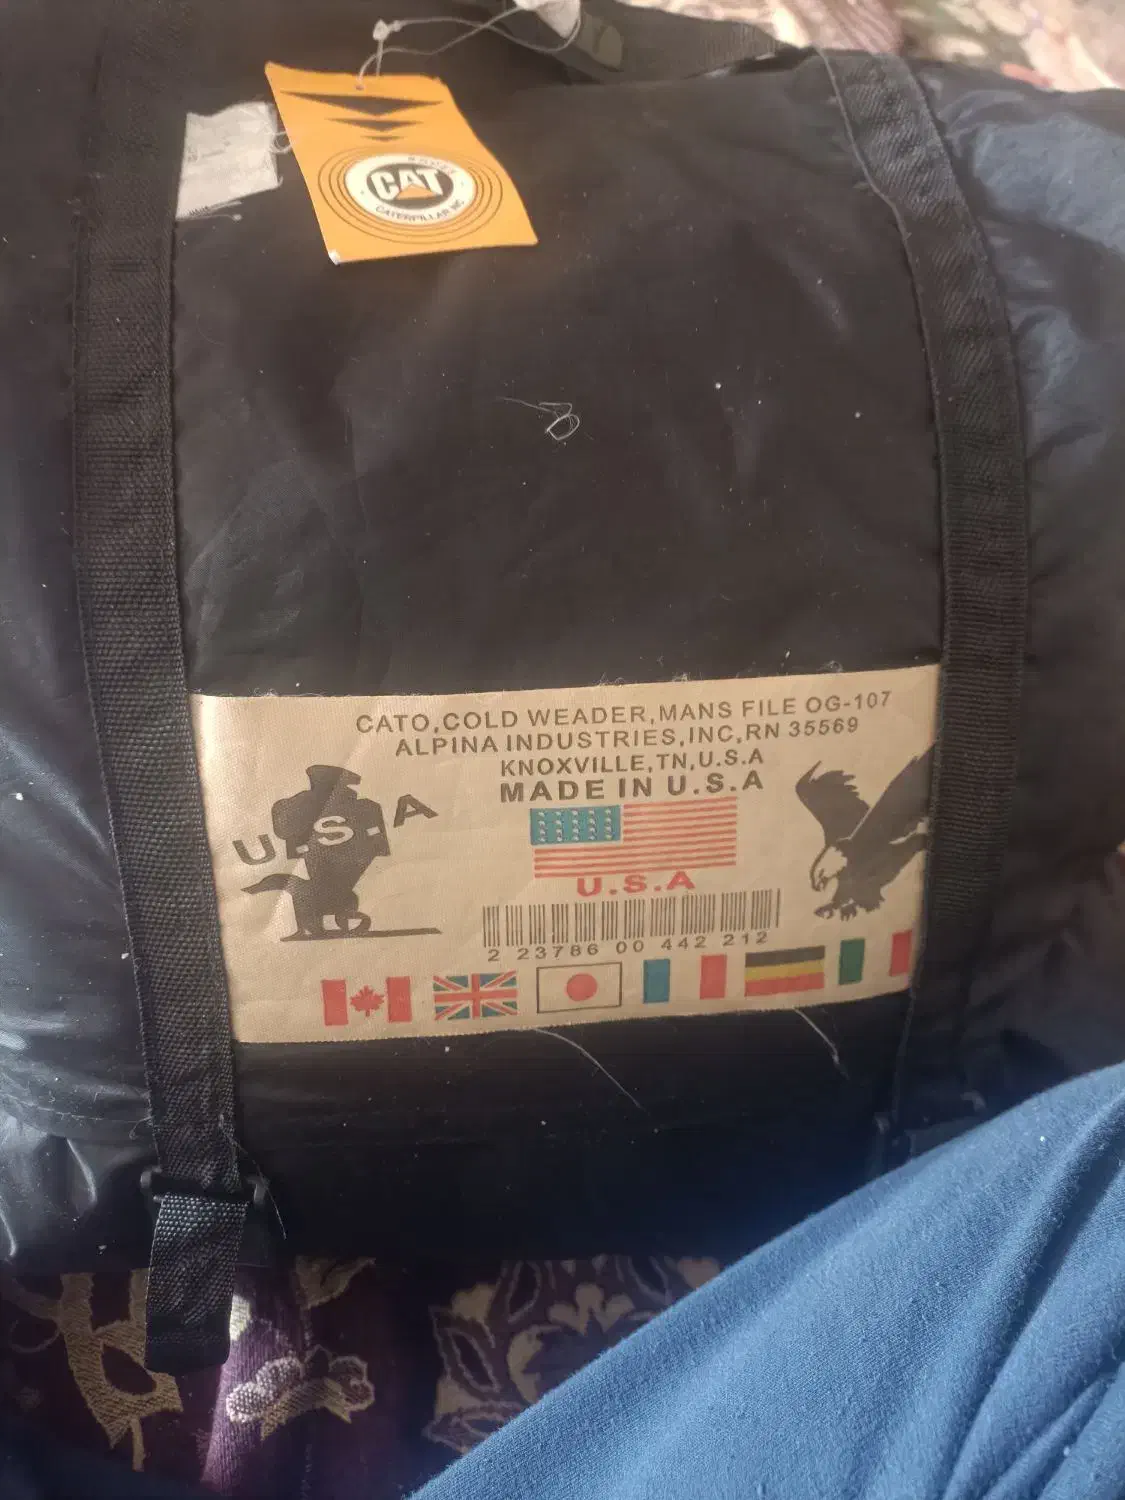 CAT
CATERPILLAR INC
CATO,COLD WEADER,MANS FILE OG-107
ALPINA INDUSTRIES,INC,RN 35569
KNOXVILLE,TN,U.S.A
MADE IN U.S.A
U.S.A
U.S.A
2 23786 00 442 212